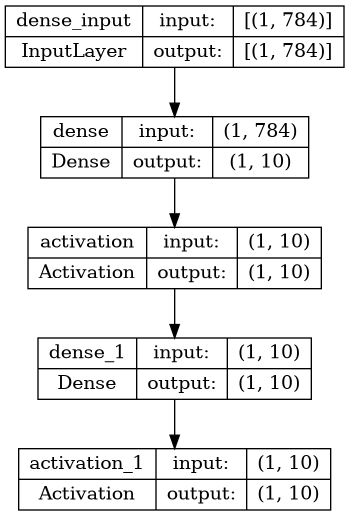 dense_input input: [(1, 784)]
InputLayer output: [(1, 784)]
dense input: (1, 784)
Dense output: (1, 10)
activation input: (1, 10)
Activation output: (1, 10)
dense_1 input: (1, 10)
Dense output: (1, 10)
activation_1 input: (1, 10)
Activation output: (1, 10)